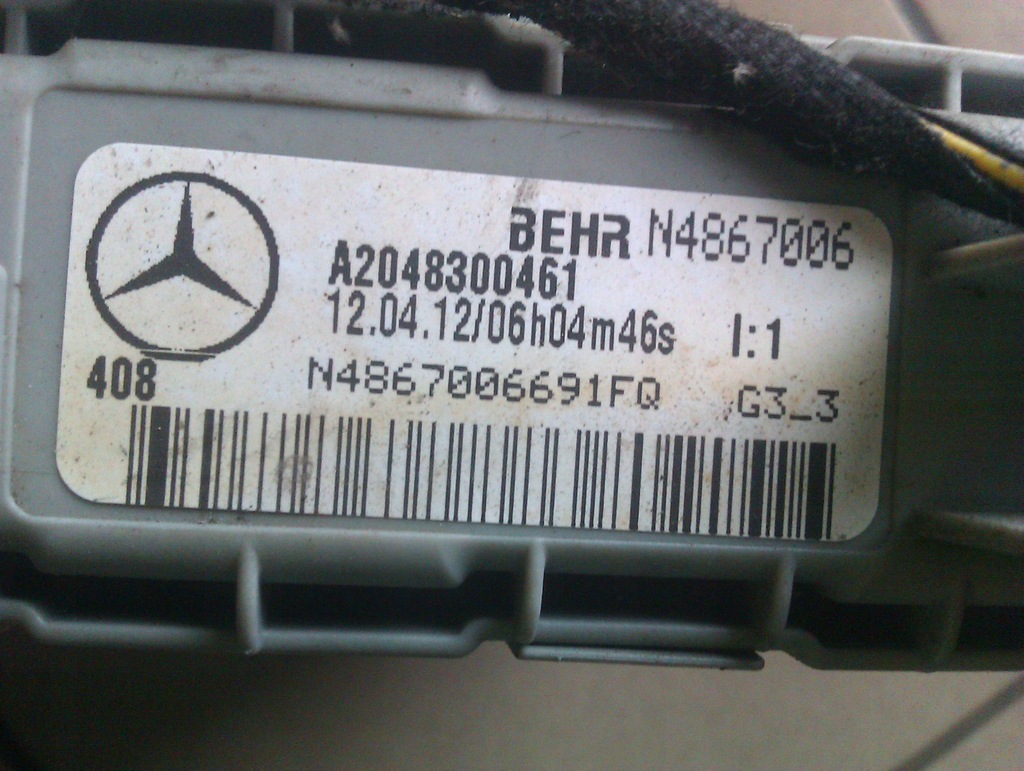 BEHR N4867006
A2048300461
12.04.12/06h04m46s I:1
408 N4867006691FQ G3_3